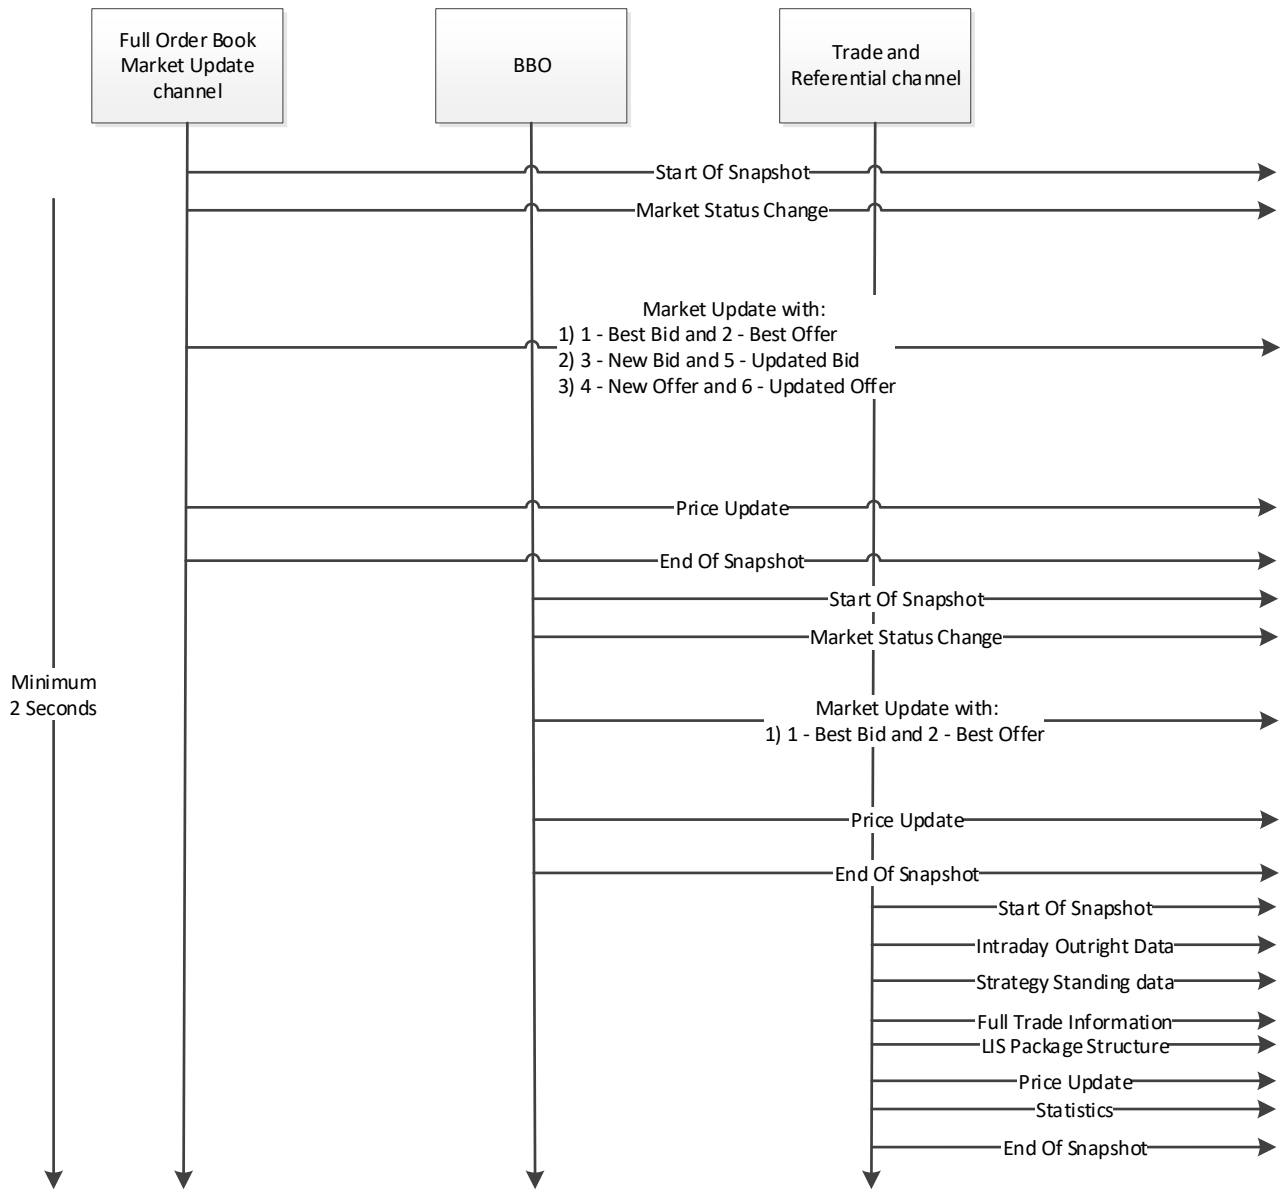 Full Order Book
Market Update
channel
BBO
Trade and
Referential channel
Start Of Snapshot
Market Status Change
Market Update with:
1) 1 - Best Bid and 2 - Best Offer
2) 3 - New Bid and 5 - Updated Bid
3) 4 - New Offer and 6 - Updated Offer
Price Update
End Of Snapshot
Start Of Snapshot
Market Status Change
Minimum
2 Seconds
Market Update with:
1) 1 - Best Bid and 2 - Best Offer
Price Update
End Of Snapshot
Start Of Snapshot
Intraday Outright Data
Strategy Standing data
Full Trade Information
LIS Package Structure
Price Update
Statistics
End Of Snapshot